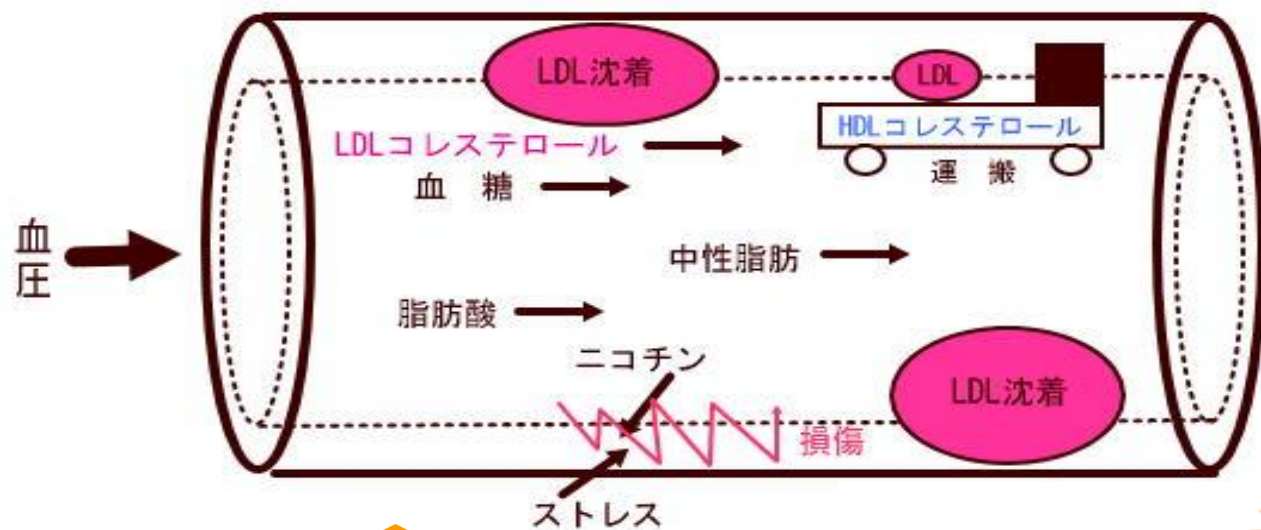 LDL沈着
LDL
LDLコレステロール
HDLコレステロール
血　糖
運　搬
血圧
中性脂肪
脂肪酸
ニコチン
LDL沈着
損傷
ストレス